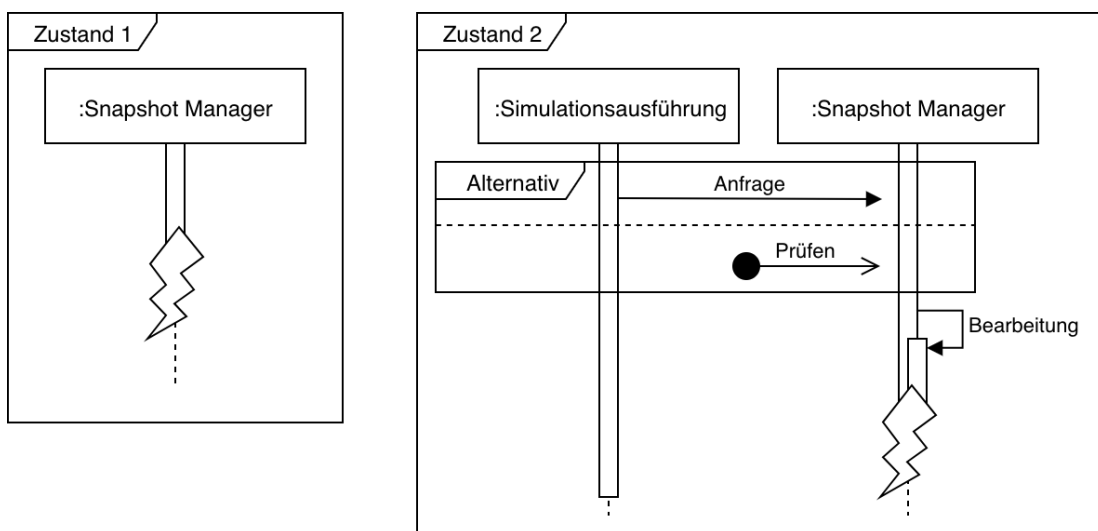 Zustand 1
:Snapshot Manager
Zustand 2
:Simulationsausführung
:Snapshot Manager
Alternativ
Anfrage
Prüfen
Bearbeitung